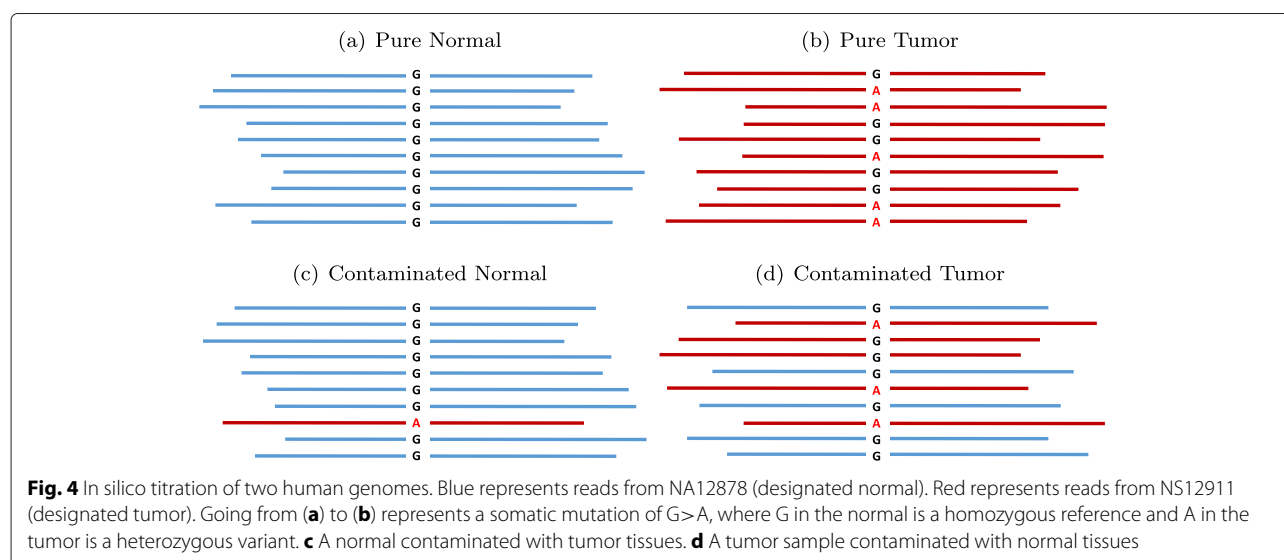 (a) Pure Normal
G
G
G
G
G
G
G
G
G
G
(b) Pure Tumor
G
A
A
G
G
A
G
G
A
A
(c) Contaminated Normal
G
G
G
G
G
G
G
A
G
G
(d) Contaminated Tumor
G
A
G
G
G
A
G
A
G
G
Fig. 4 In silico titration of two human genomes. Blue represents reads from NA12878 (designated normal). Red represents reads from NS12911
(designated tumor). Going from (a) to (b) represents a somatic mutation of G>A, where G in the normal is a homozygous reference and A in the
tumor is a heterozygous variant. c A normal contaminated with tumor tissues. d A tumor sample contaminated with normal tissues